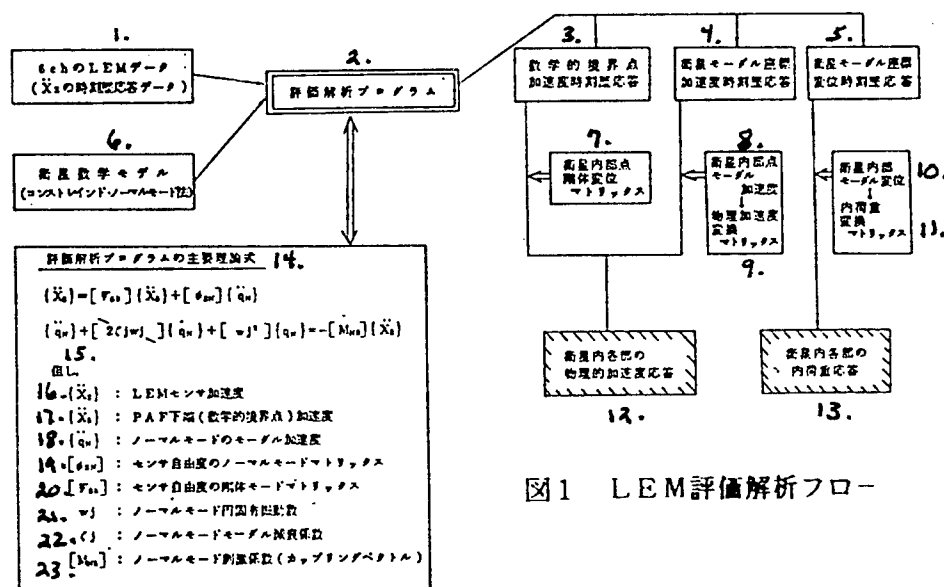 1.
6chのLEMデータ
(Ẍsの時刻歴応答データ)
2.
評価解析プログラム
3.
数学的境界点
加速度時刻歴応答
4.
衛星モーダル座標
加速度時刻歴応答
5.
衛星モーダル座標
変位時刻歴応答
6.
衛星数学モデル
(コンストレインド・ノーマルモード法)
7.
衛星内部点
剛体変位
マトリックス
8.
衛星内部点
モーダル
加速度
↓
物理加速度
変換
マトリックス
9.
衛星内部
モーダル変位
↓
内荷重
変換
マトリックス
10.
11.
衛星内各部の
物理的加速度応答
12.
衛星内各部の
内荷重応答
13.
評価解析プログラムの主要理論式 14.
15.
但し
16. : LEMセンサ加速度
17. : PAF下端(数学的境界点)加速度
18. {q̈N} : ノーマルモードのモーダル加速度
19. [φSN] : センサ自由度のノーマルモードマトリックス
20. : センサ自由度の剛体モードマトリックス
21. wj : ノーマルモード円固有振動数
22. ζj : ノーマルモードモーダル減衰係数
23. : ノーマルモード刺激係数(カップリングベクトル)
図1 LEM評価解析フロー